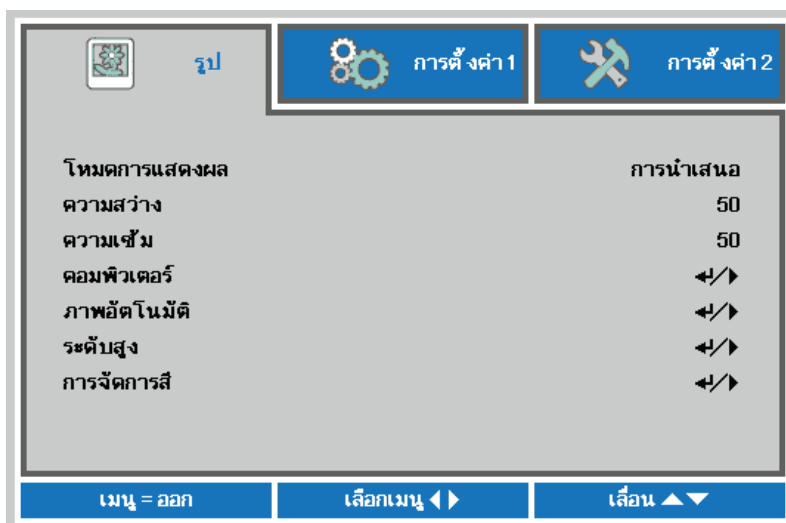 รูป
การตั้งค่า 1
การตั้งค่า 2
โหมดการแสดงผล การนำเสนอ
ความสว่าง 50
ความเข้ม 50
คอมพิวเตอร์ ↵/▶
ภาพอัตโนมัติ ↵/▶
ระดับสูง ↵/▶
การจัดการสี ↵/▶
เมนู = ออก
เลือกเมนู ◀ ▶
เลื่อน ▲▼